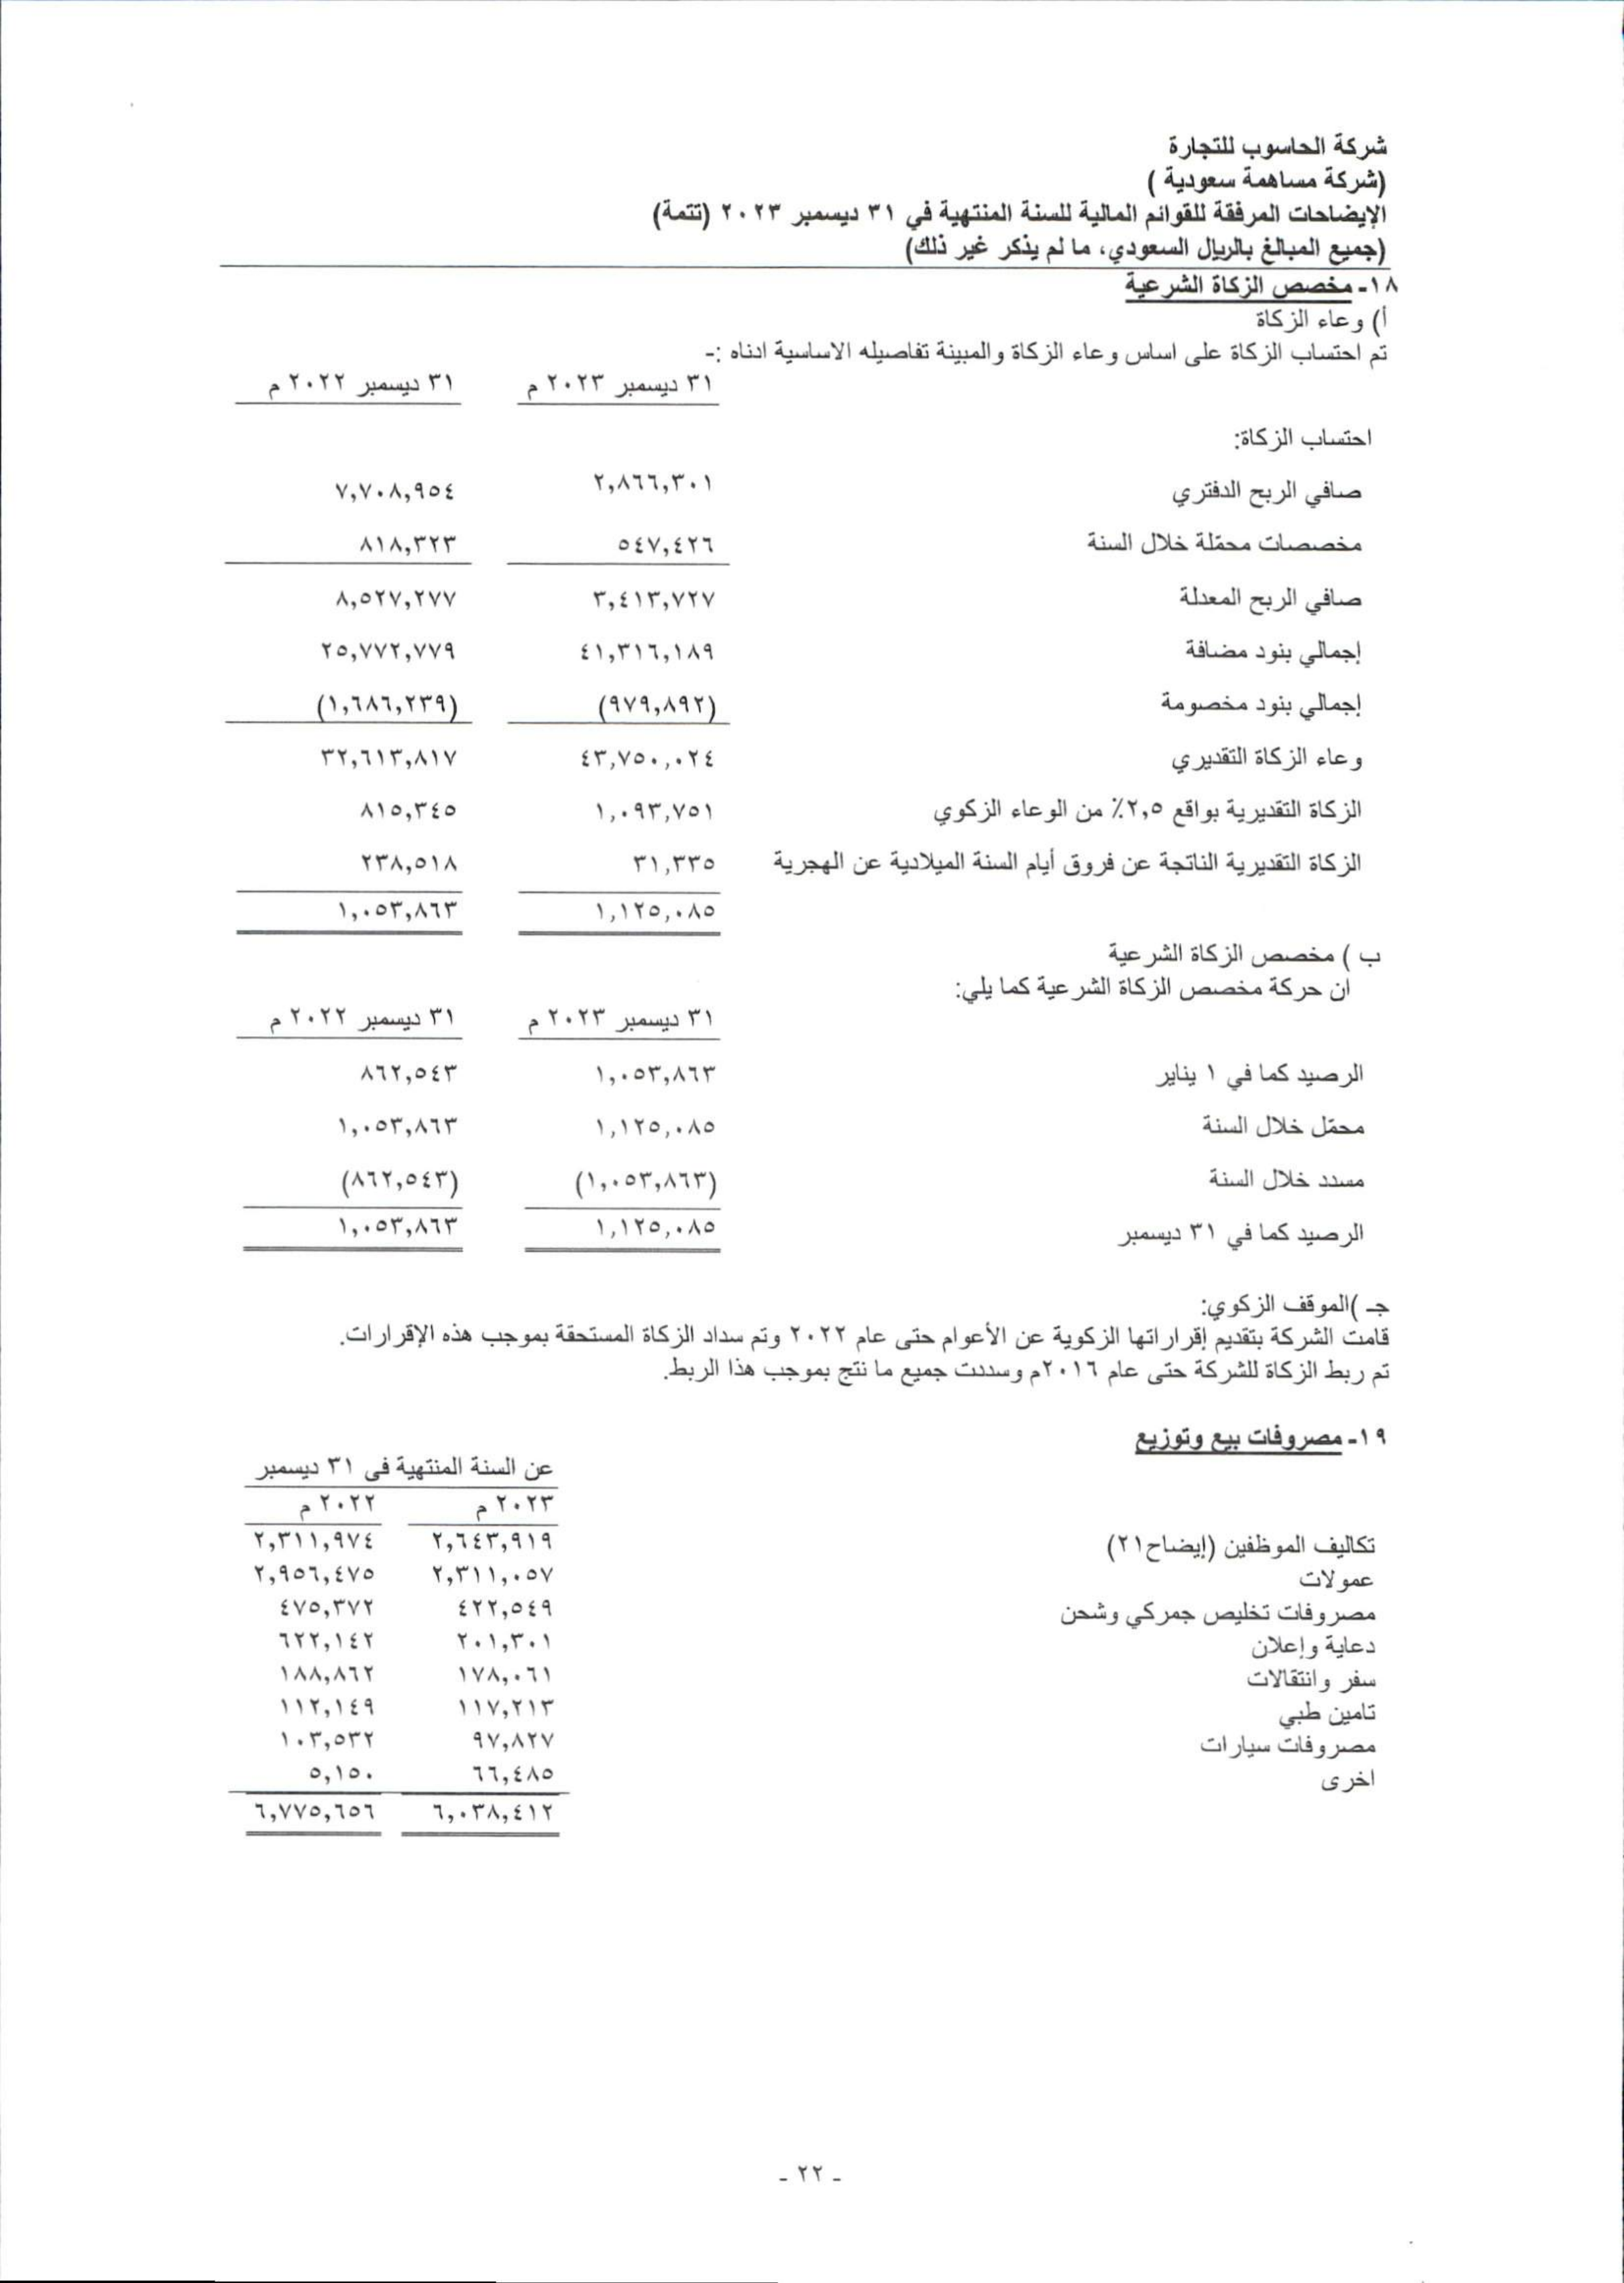 شركة الحاسوب للتجارة
(شركة مساهمة سعودية )
الإيضاحات المرفقة للقوائم المالية للسنة المنتهية في ٣١ ديسمبر ٢٠٢٣ (تتمة)
(جميع المبالغ بالريال السعودي، ما لم يذكر غير ذلك)
١٨- مخصص الزكاة الشرعية
أ) وعاء الزكاة
تم احتساب الزكاة على اساس وعاء الزكاة والمبينة تفاصيله الاساسية ادناه :-
٣١ ديسمبر ٢٠٢٣ م ٣١ ديسمبر ٢٠٢٢ م
احتساب الزكاة:
صافي الربح الدفتري ٢,٨٦٦,٣٠١ ٧,٧٠٨,٩٥٤
مخصصات محمّلة خلال السنة ٥٤٧,٤٢٦ ٨١٨,٣٢٣
صافي الربح المعدلة ٣,٤١٣,٧٢٧ ٨,٥٢٧,٢٧٧
إجمالي بنود مضافة ٤١,٣١٦,١٨٩ ٢٥,٧٧٢,٧٧٩
إجمالي بنود مخصومة (٩٧٩,٨٩٢) (١,٦٨٦,٢٣٩)
وعاء الزكاة التقديري ٤٣,٧٥٠,٠٢٤ ٣٢,٦١٣,٨١٧
الزكاة التقديرية بواقع ٢,٥٪ من الوعاء الزكوي ١,٠٩٣,٧٥١ ٨١٥,٣٤٥
الزكاة التقديرية الناتجة عن فروق أيام السنة الميلادية عن الهجرية ٣١,٣٣٥ ٢٣٨,٥١٨
١,١٢٥,٠٨٥ ١,٠٥٣,٨٦٣
ب ) مخصص الزكاة الشرعية
ان حركة مخصص الزكاة الشرعية كما يلي:
٣١ ديسمبر ٢٠٢٣ م ٣١ ديسمبر ٢٠٢٢ م
الرصيد كما في ١ يناير ١,٠٥٣,٨٦٣ ٨٦٢,٥٤٣
محمّل خلال السنة ١,١٢٥,٠٨٥ ١,٠٥٣,٨٦٣
مسدد خلال السنة (١,٠٥٣,٨٦٣) (٨٦٢,٥٤٣)
الرصيد كما في ٣١ ديسمبر ١,١٢٥,٠٨٥ ١,٠٥٣,٨٦٣
جـ )الموقف الزكوي:
قامت الشركة بتقديم إقراراتها الزكوية عن الأعوام حتى عام ٢٠٢٢ وتم سداد الزكاة المستحقة بموجب هذه الإقرارات.
تم ربط الزكاة للشركة حتى عام ٢٠١٦م وسددت جميع ما نتج بموجب هذا الربط.
١٩- مصروفات بيع وتوزيع
عن السنة المنتهية في ٣١ ديسمبر
٢٠٢٣ م ٢٠٢٢ م
تكاليف الموظفين (إيضاح٢١) ٢,٦٤٣,٩١٩ ٢,٣١١,٩٧٤
عمولات ٢,٣١١,٠٥٧ ٢,٩٥٦,٤٧٥
مصروفات تخليص جمركي وشحن ٤٢٢,٥٤٩ ٤٧٥,٣٧٢
دعاية وإعلان ٢٠١,٣٠١ ٦٢٢,١٤٢
سفر وانتقالات ١٧٨,٠٦١ ١٨٨,٨٦٢
تامين طبي ١١٧,٢١٣ ١١٢,١٤٩
مصروفات سيارات ٩٧,٨٢٧ ١٠٣,٥٣٢
اخرى ٦٦,٤٨٥ ٥,١٥٠
٦,٠٣٨,٤١٢ ٦,٧٧٥,٦٥٦
- ٢٢ -